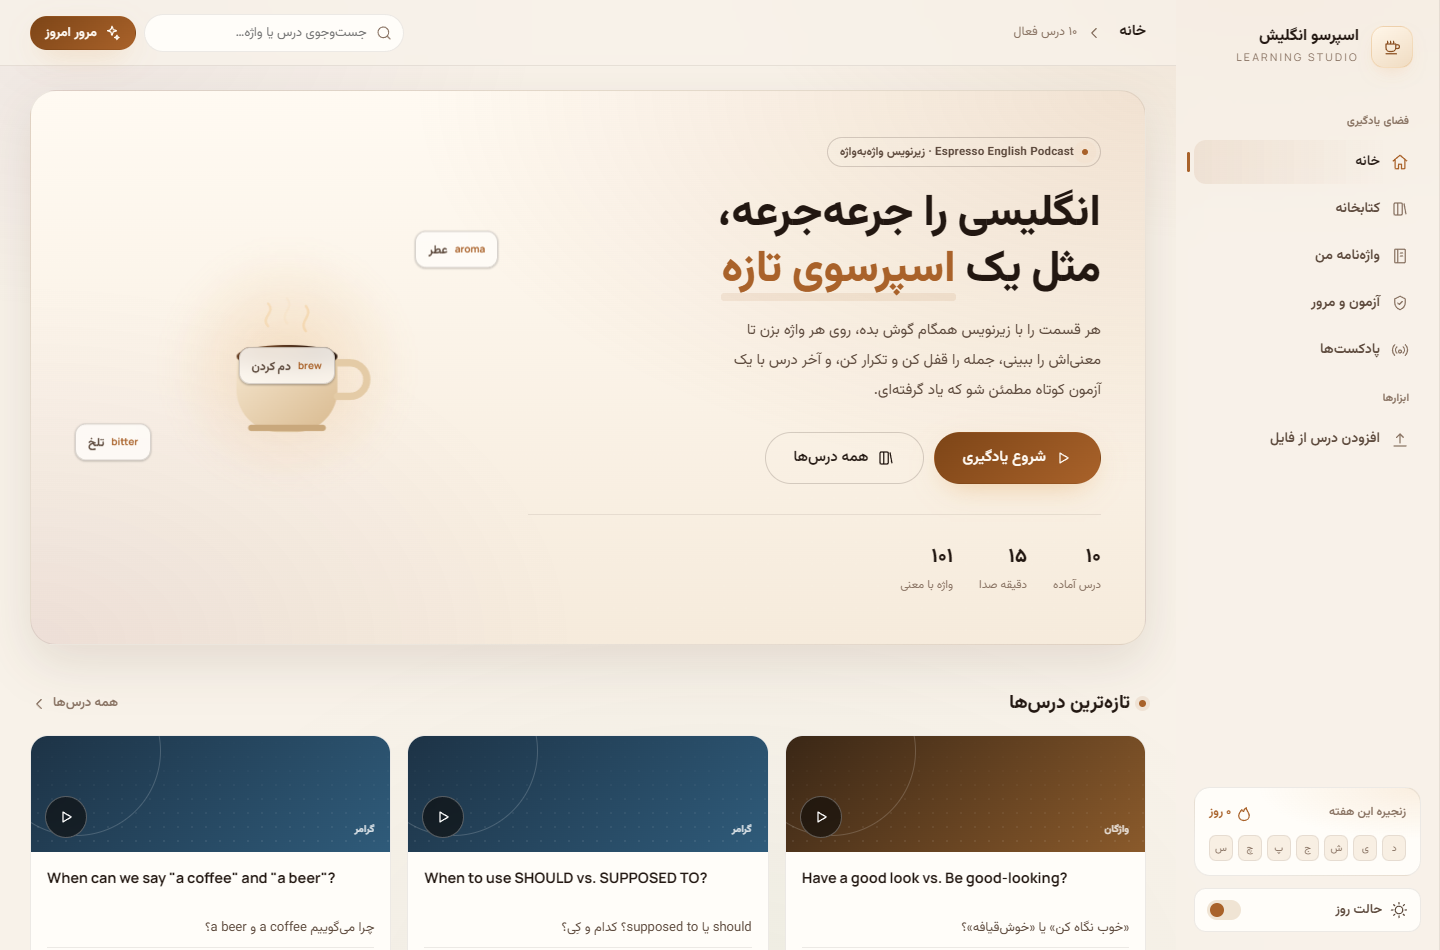 اسپرسو انگلیش
LEARNING STUDIO
فضای یادگیری
خانه
کتابخانه
واژه‌نامه من
آزمون و مرور
پادکست‌ها
ابزارها
افزودن درس از فایل
زنجیره این هفته
۰ روز
د ی ش ج پ چ س
حالت روز
خانه
۱۰ درس فعال
جست‌وجوی درس یا واژه…
مرور امروز
Espresso English Podcast · زیرنویس واژه‌به‌واژه
انگلیسی را جرعه‌جرعه،
مثل یک اسپرسوی تازه
هر قسمت را با زیرنویس همگام گوش بده، روی هر واژه بزن تا
معنی‌اش را ببینی، جمله را قفل کن و تکرار کن، و آخر درس با یک
آزمون کوتاه مطمئن شو که یاد گرفته‌ای.
شروع یادگیری
همه درس‌ها
۱۰
درس آماده
۱۵
دقیقه صدا
۱۰۱
واژه با معنی
aroma عطر
brew دم کردن
bitter تلخ
تازه‌ترین درس‌ها
همه درس‌ها
واژگان
Have a good look vs. Be good-looking?
«خوب نگاه کن» یا «خوش‌قیافه»؟
گرامر
When to use SHOULD vs. SUPPOSED TO?
should یا supposed to؟ کدام و کِی؟
گرامر
When can we say "a coffee" and "a beer"?
چرا می‌گوییم a coffee و a beer؟